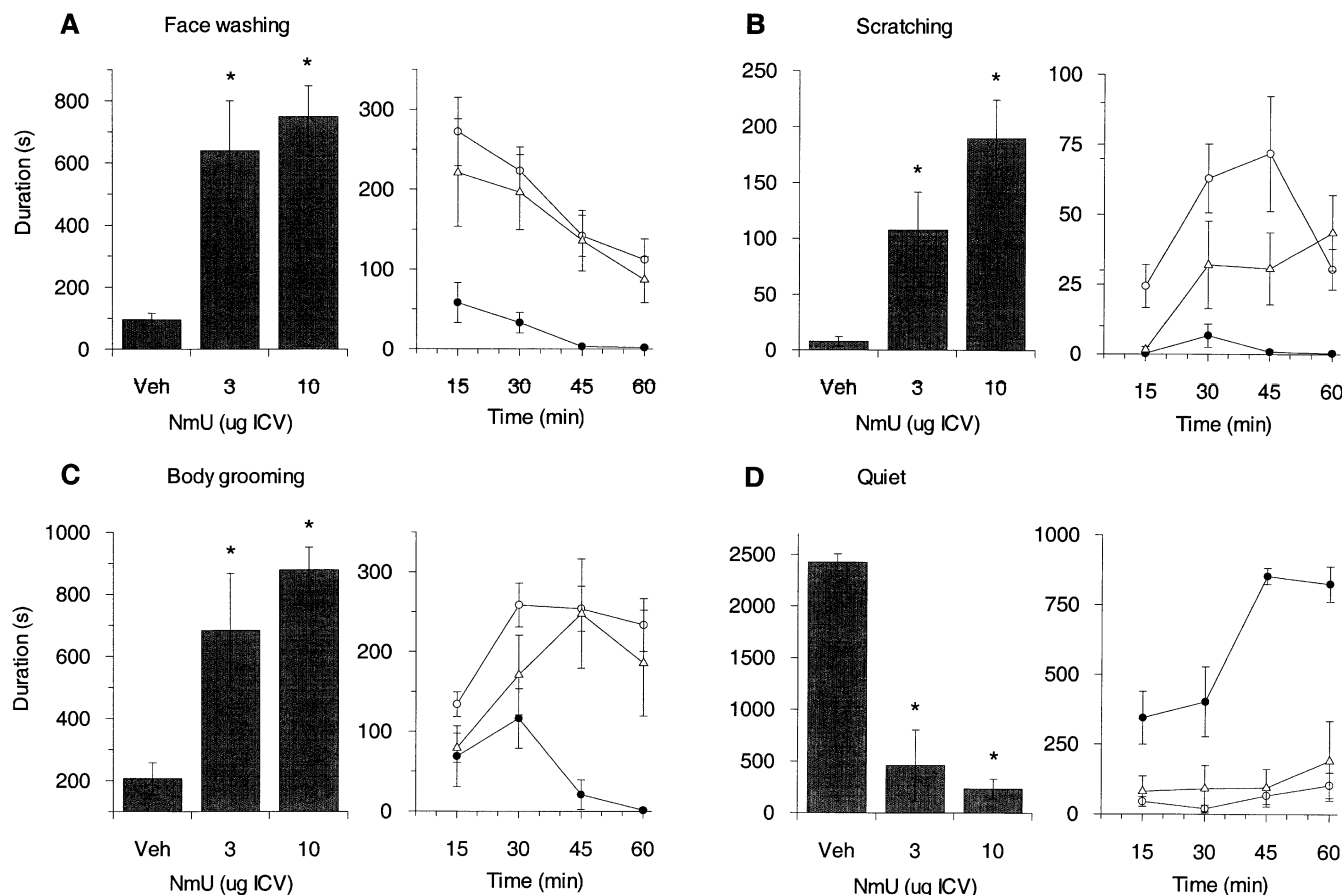 A Face washing
Duration (s)
800
600
400
200
0
* *
Veh 3 10
NmU (ug ICV)
300
200
100
0
15 30 45 60
Time (min)
B Scratching
250
200
150
100
50
0
* *
Veh 3 10
NmU (ug ICV)
100
75
50
25
0
15 30 45 60
Time (min)
C Body grooming
Duration (s)
1000
800
600
400
200
* *
Veh 3 10
NmU (ug ICV)
300
200
100
0
15 30 45 60
Time (min)
D Quiet
2500
2000
1500
1000
500
0
* *
Veh 3 10
NmU (ug ICV)
1000
750
500
250
0
15 30 45 60
Time (min)